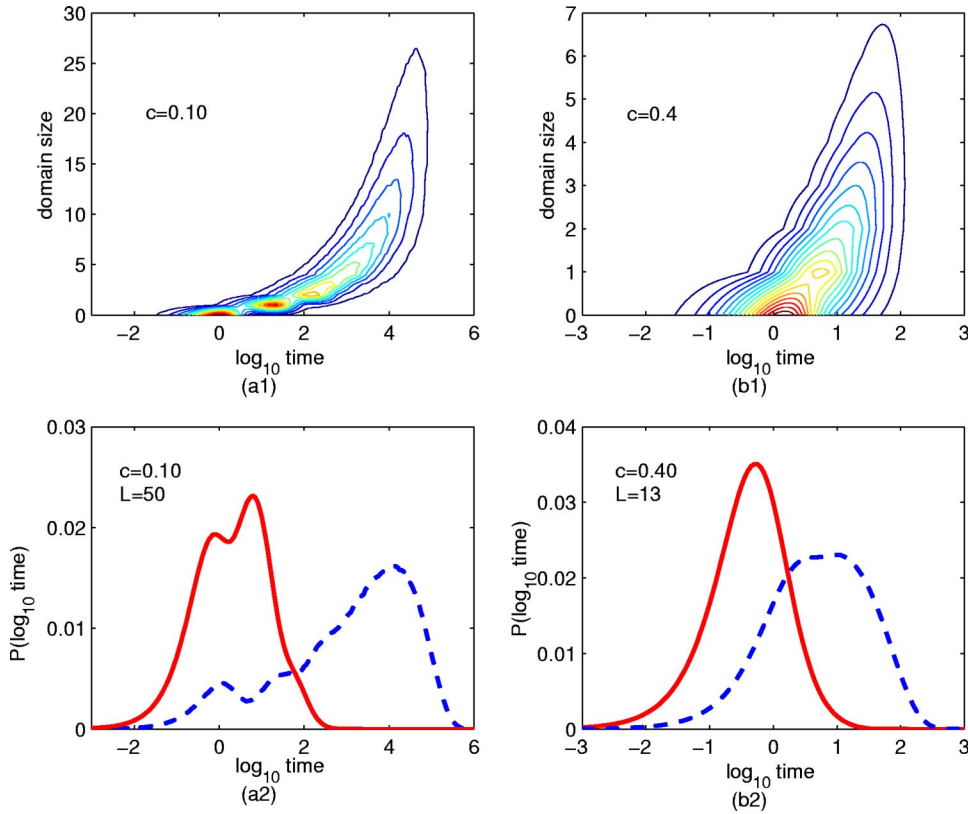 30
25
20
15
10
5
0
domain size
c=0.10
−2 0 2 4 6
log10 time
(a1)
7
6
5
4
3
2
1
0
domain size
c=0.4
−3 −2 −1 0 1 2 3
log10 time
(b1)
0.03
0.02
0.01
0
P(log10 time)
c=0.10
L=50
−2 0 2 4 6
log10 time
(a2)
0.04
0.03
0.02
0.01
0
P(log10 time)
c=0.40
L=13
−3 −2 −1 0 1 2 3
log10 time
(b2)